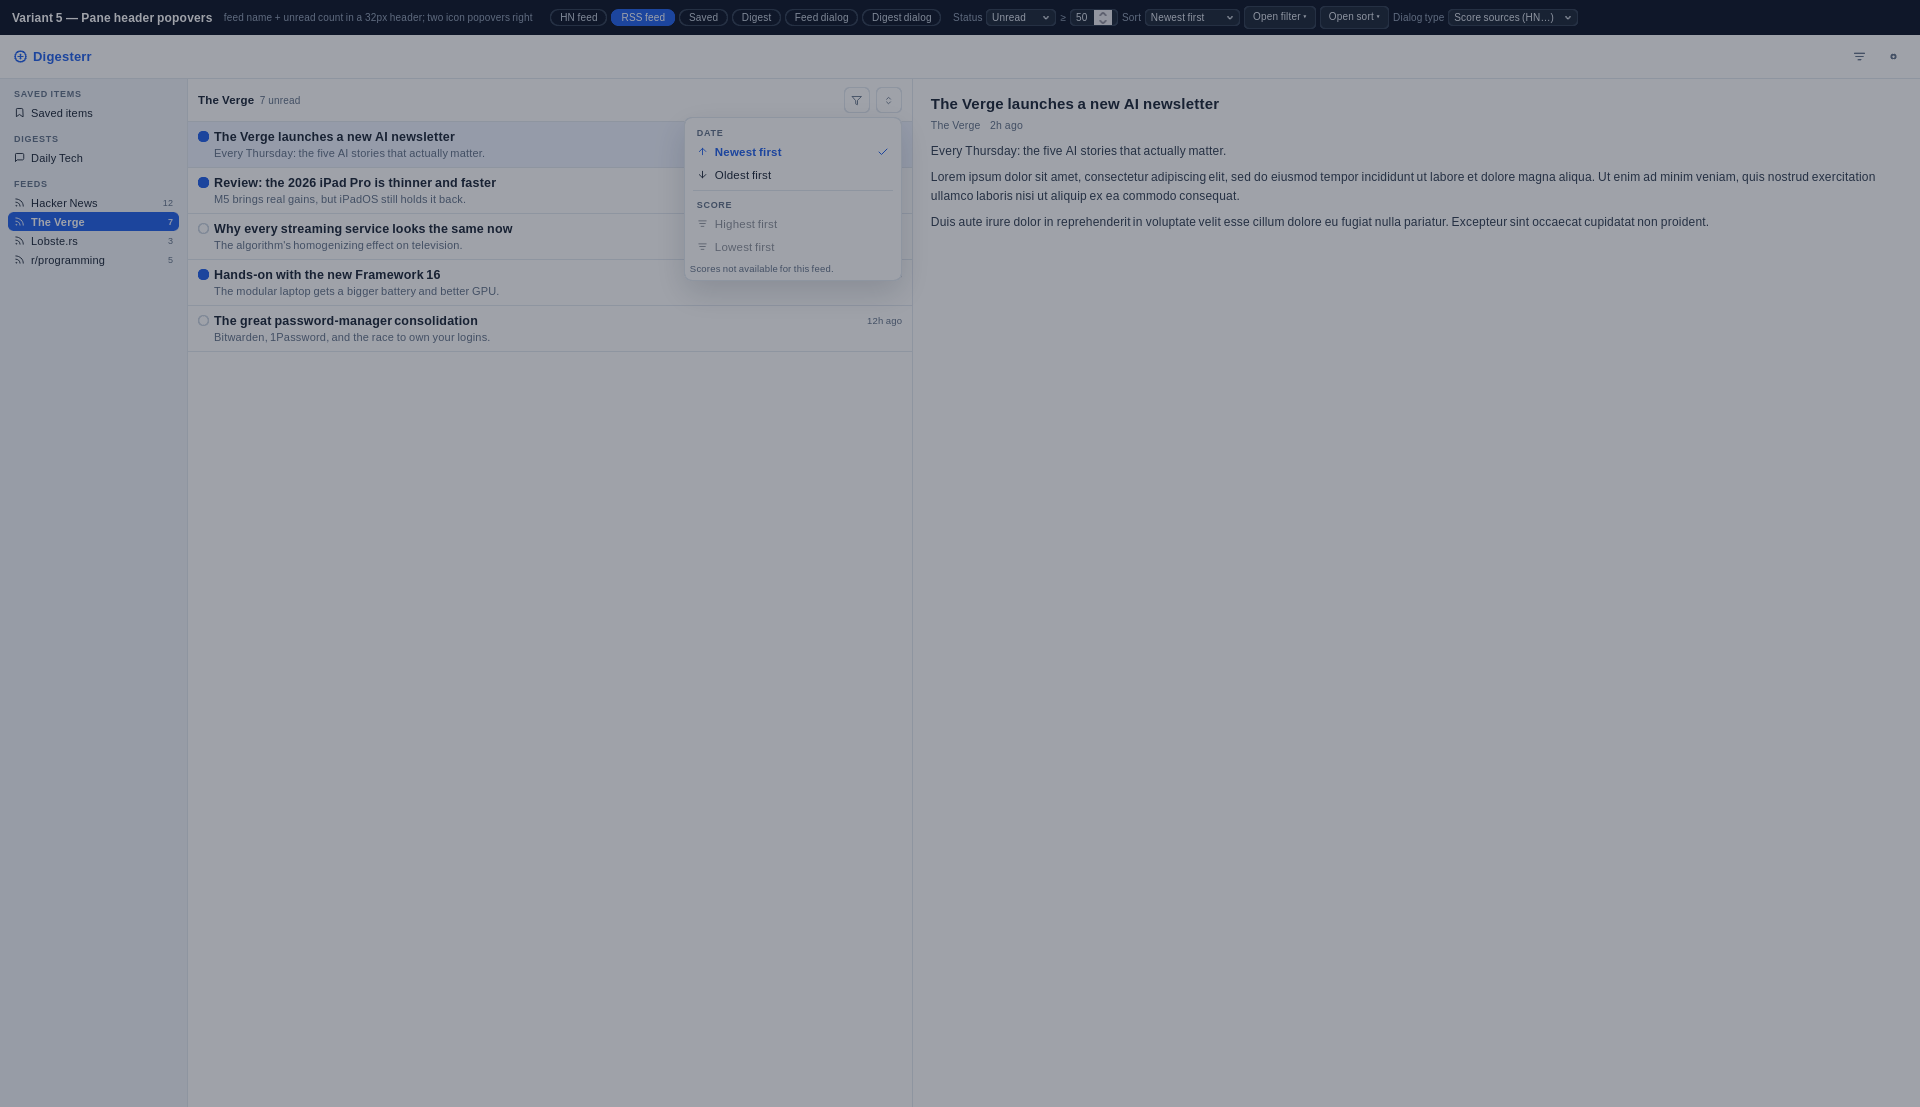 Variant 5 — Pane header popovers feed name + unread count in a 32px header; two icon popovers right HN feed RSS feed Saved Digest Feed dialog Digest dialog Status Unread ≥ 50 Sort Newest first Open filter ▾ Open sort ▾ Dialog type Score sources (HN…)
Digesterr
SAVED ITEMS
Saved items
DIGESTS
Daily Tech
FEEDS
Hacker News 12
The Verge 7
Lobste.rs 3
r/programming 5
The Verge 7 unread
The Verge launches a new AI newsletter
Every Thursday: the five AI stories that actually matter.
Review: the 2026 iPad Pro is thinner and faster
M5 brings real gains, but iPadOS still holds it back.
Why every streaming service looks the same now
The algorithm's homogenizing effect on television.
Hands-on with the new Framework 16
The modular laptop gets a bigger battery and better GPU.
The great password-manager consolidation 12h ago
Bitwarden, 1Password, and the race to own your logins.
DATE
Newest first
Oldest first
SCORE
Highest first
Lowest first
Scores not available for this feed.
The Verge launches a new AI newsletter
The Verge 2h ago
Every Thursday: the five AI stories that actually matter.
Lorem ipsum dolor sit amet, consectetur adipiscing elit, sed do eiusmod tempor incididunt ut labore et dolore magna aliqua. Ut enim ad minim veniam, quis nostrud exercitation
ullamco laboris nisi ut aliquip ex ea commodo consequat.
Duis aute irure dolor in reprehenderit in voluptate velit esse cillum dolore eu fugiat nulla pariatur. Excepteur sint occaecat cupidatat non proident.